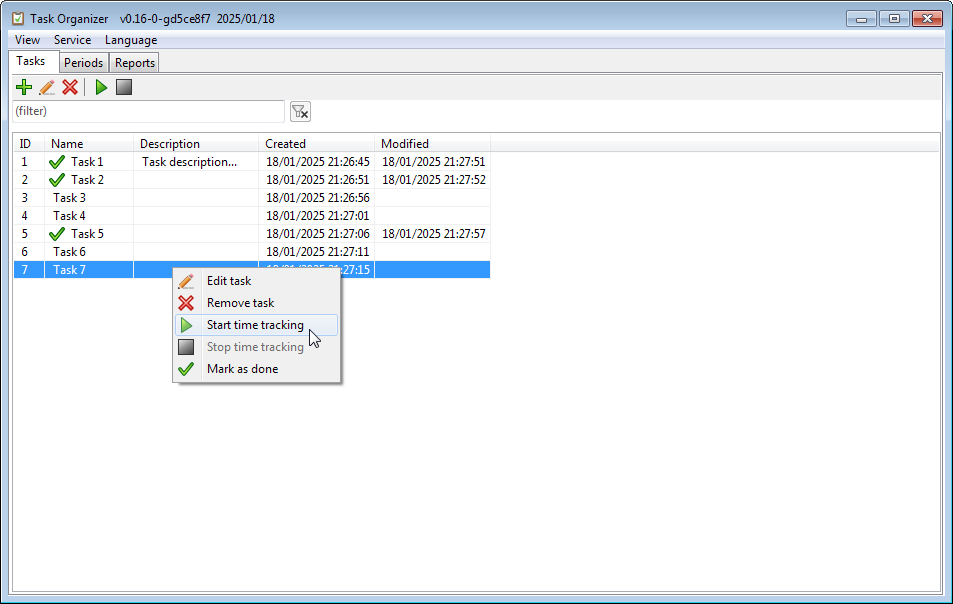 Task Organizer v0.16-0-gd5ce8f7 2025/01/18
View Service Language
Tasks Periods Reports
(filter)
ID Name Description Created Modified
1 Task 1 Task description... 18/01/2025 21:26:45 18/01/2025 21:27:51
2 Task 2 18/01/2025 21:26:51 18/01/2025 21:27:52
3 Task 3 18/01/2025 21:26:56
4 Task 4 18/01/2025 21:27:01
5 Task 5 18/01/2025 21:27:06 18/01/2025 21:27:57
6 Task 6 18/01/2025 21:27:11
7 Task 7 18/01/2025 21:27:15
Edit task
Remove task
Start time tracking
Stop time tracking
Mark as done